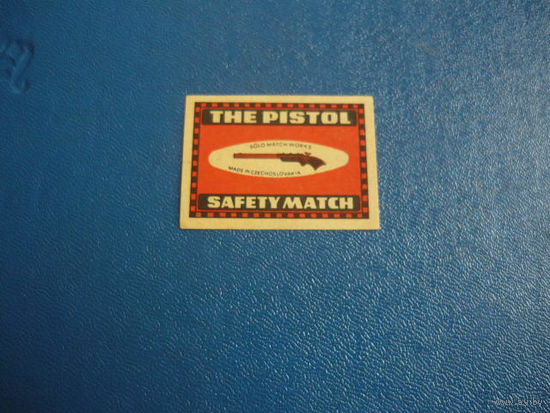 THE PISTOL
SOLO MATCH WORKS
MADE IN CZECHOSLOVAKIA
SAFETY MATCH